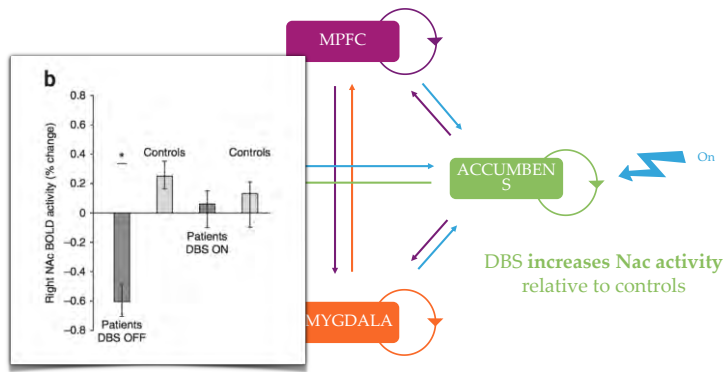 MPFC
b
Right NAc BOLD activity (% change)
0.8
0.6
0.4
0.2
0
−0.2
−0.4
−0.6
−0.8
*
Controls
Controls
Patients
DBS ON
Patients
DBS OFF
ACCUMBEN
S
On
DBS increases Nac activity
relative to controls
MYGDALA